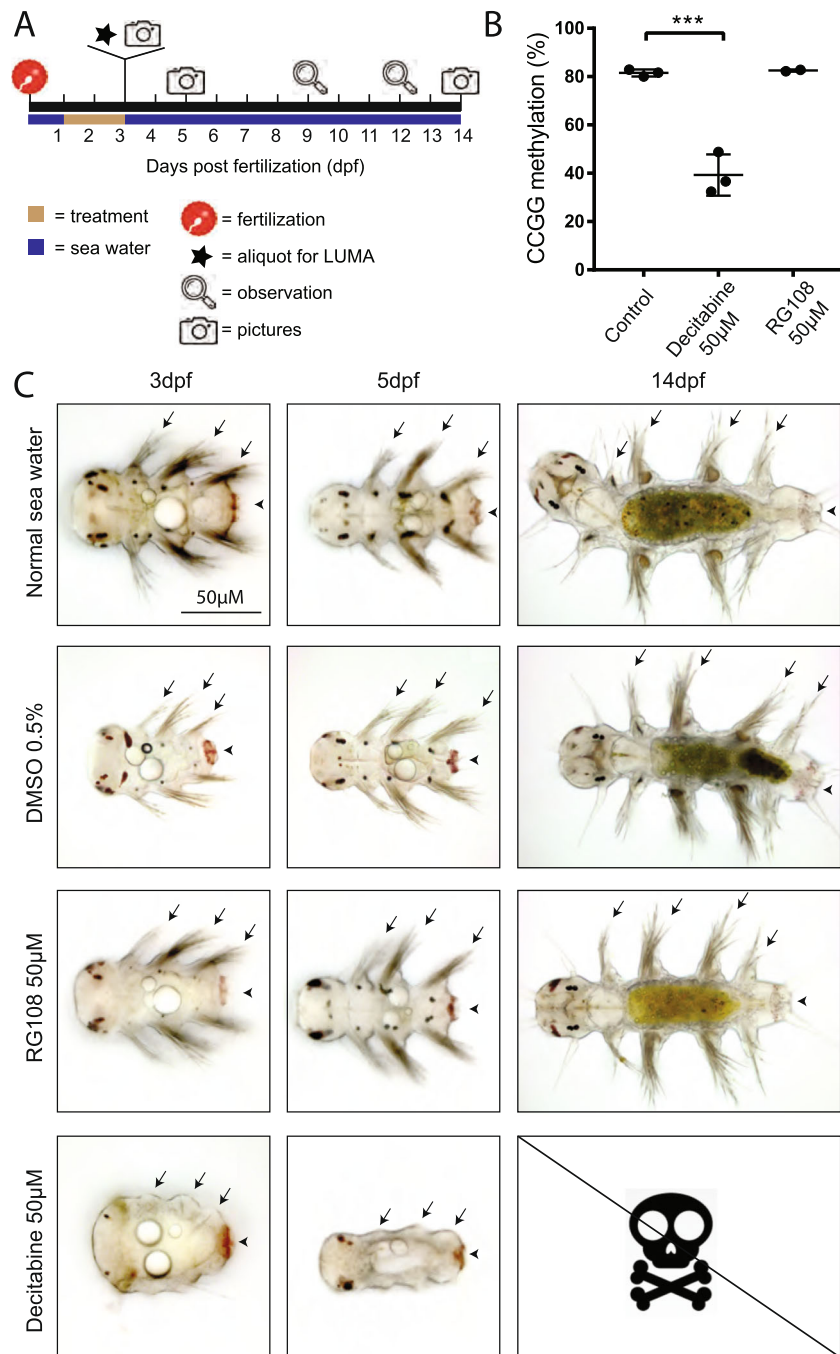 A
1 2 3 4 5 6 7 8 9 10 11 12 13 14
Days post fertilization (dpf)
= treatment
= sea water
= fertilization
= aliquot for LUMA
= observation
= pictures
B
***
CCGG methylation (%)
100
80
60
40
20
0
Control
Decitabine
50µM
RG108
50µM
C
3dpf 5dpf 14dpf
Normal sea water
50µM
DMSO 0.5%
RG108 50µM
Decitabine 50µM